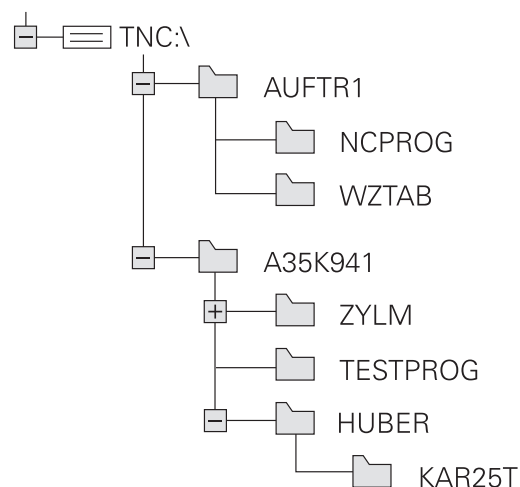 TNC:\
AUFTR1
NCPROG
WZTAB
A35K941
ZYLM
TESTPROG
HUBER
KAR25T